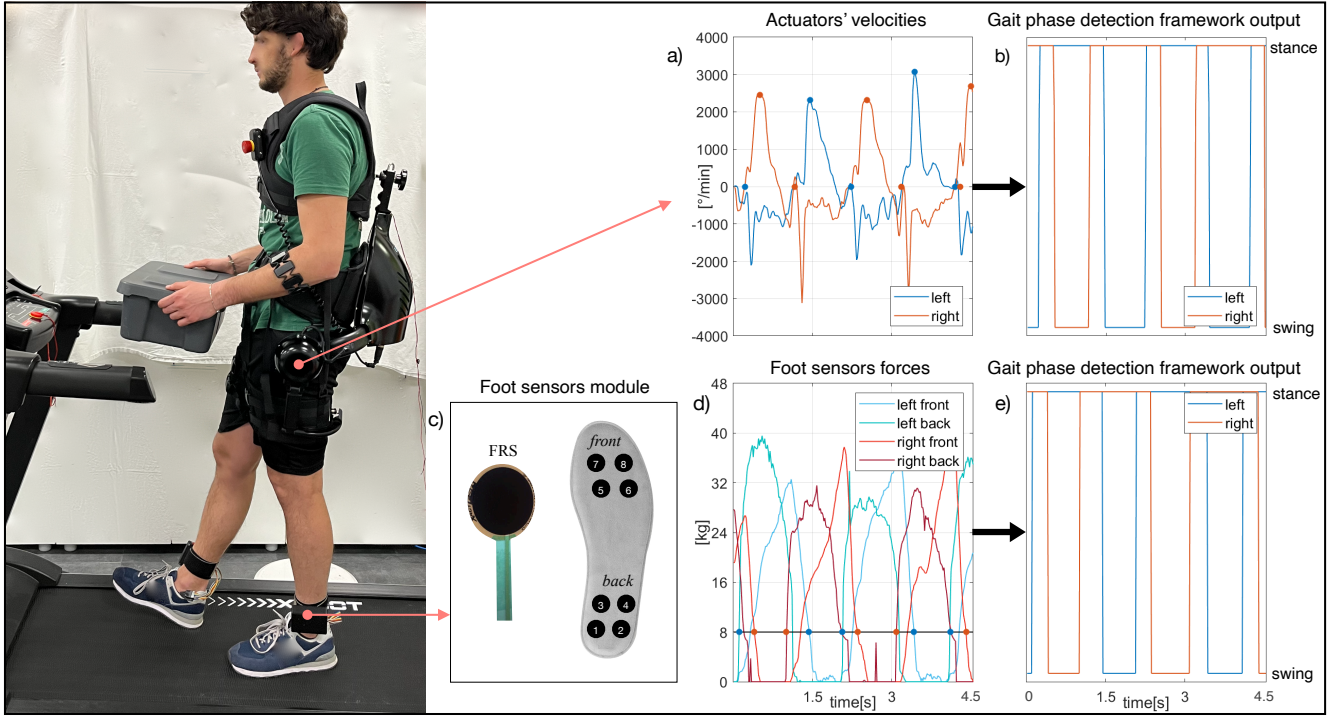 Actuators' velocities
Gait phase detection framework output
a)
4000
3000
2000
1000
0
-1000
-2000
-3000
-4000
[°/min]
left
right
b)
stance
swing
left
right
Foot sensors module
c)
FRS
front
7 8
5 6
back
3 4
1 2
Foot sensors forces
Gait phase detection framework output
d)
48
40
32
24
16
8
0
[kg]
left front
left back
right front
right back
1.5 3 4.5
time[s]
e)
stance
swing
left
right
0 1.5 3 4.5
time[s]